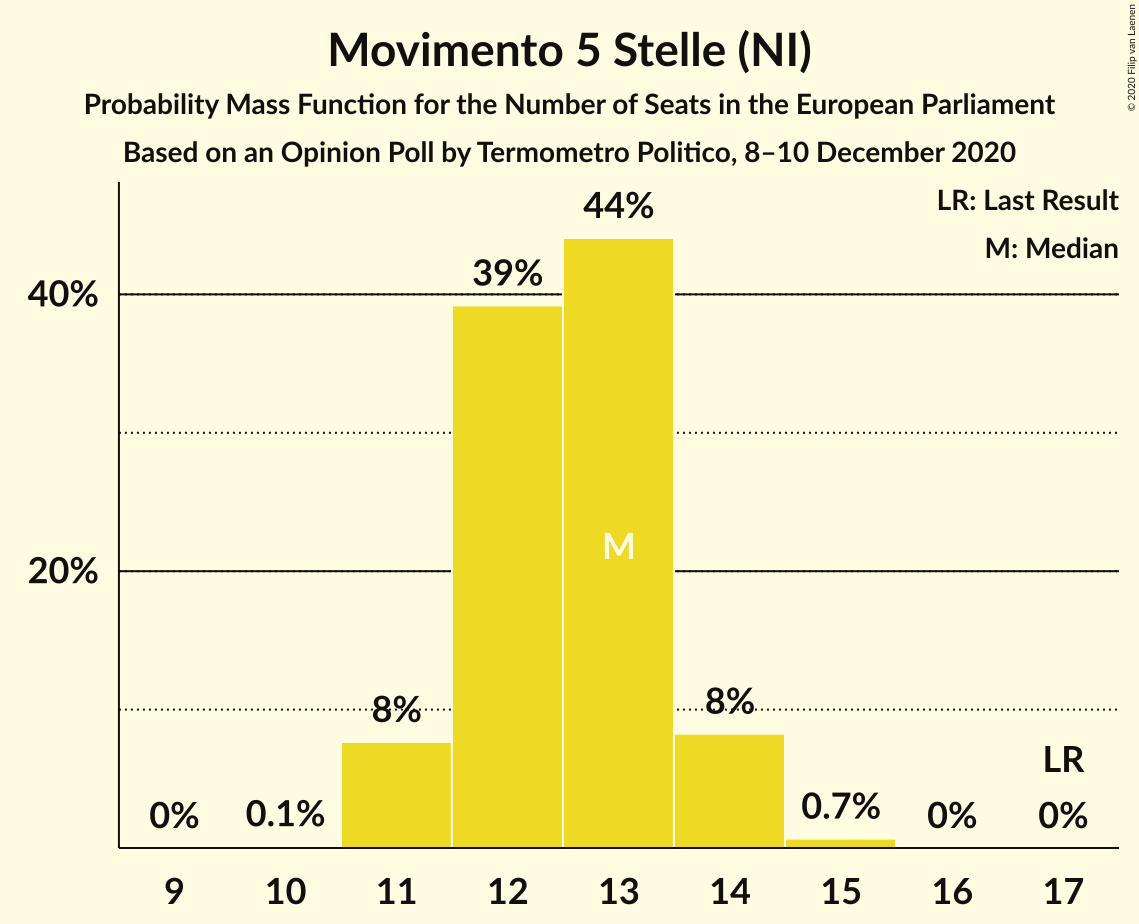 Movimento 5 Stelle (NI)
Probability Mass Function for the Number of Seats in the European Parliament
Based on an Opinion Poll by Termometro Politico, 8–10 December 2020
© 2020 Filip van Laenen
LR: Last Result
M: Median
44%
39%
40%
M
20%
8%
8%
LR
0%
0.1%
0.7%
0%
0%
9 10 11 12 13 14 15 16 17